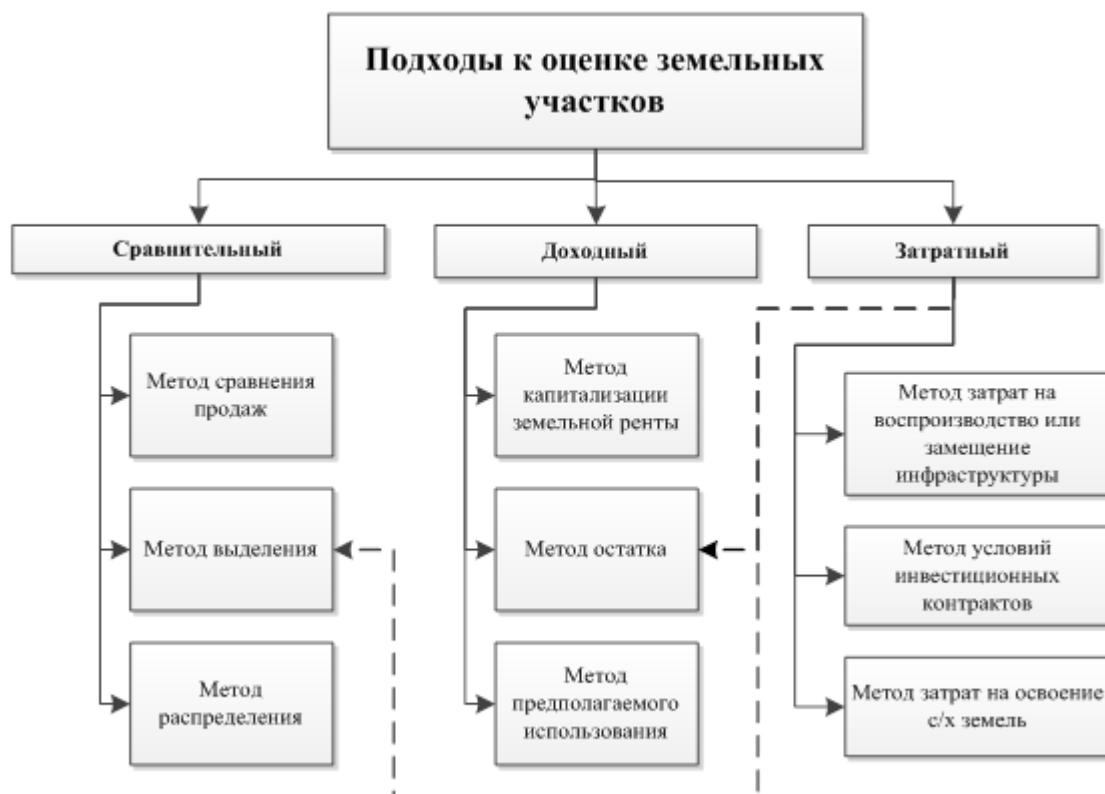 Подходы к оценке земельных
участков
Сравнительный
Доходный
Затратный
Метод сравнения
продаж
Метод выделения
Метод
распределения
Метод
капитализации
земельной ренты
Метод остатка
Метод
предполагаемого
использования
Метод затрат на
воспроизводство или
замещение
инфраструктуры
Метод условий
инвестиционных
контрактов
Метод затрат на освоение
с/х земель